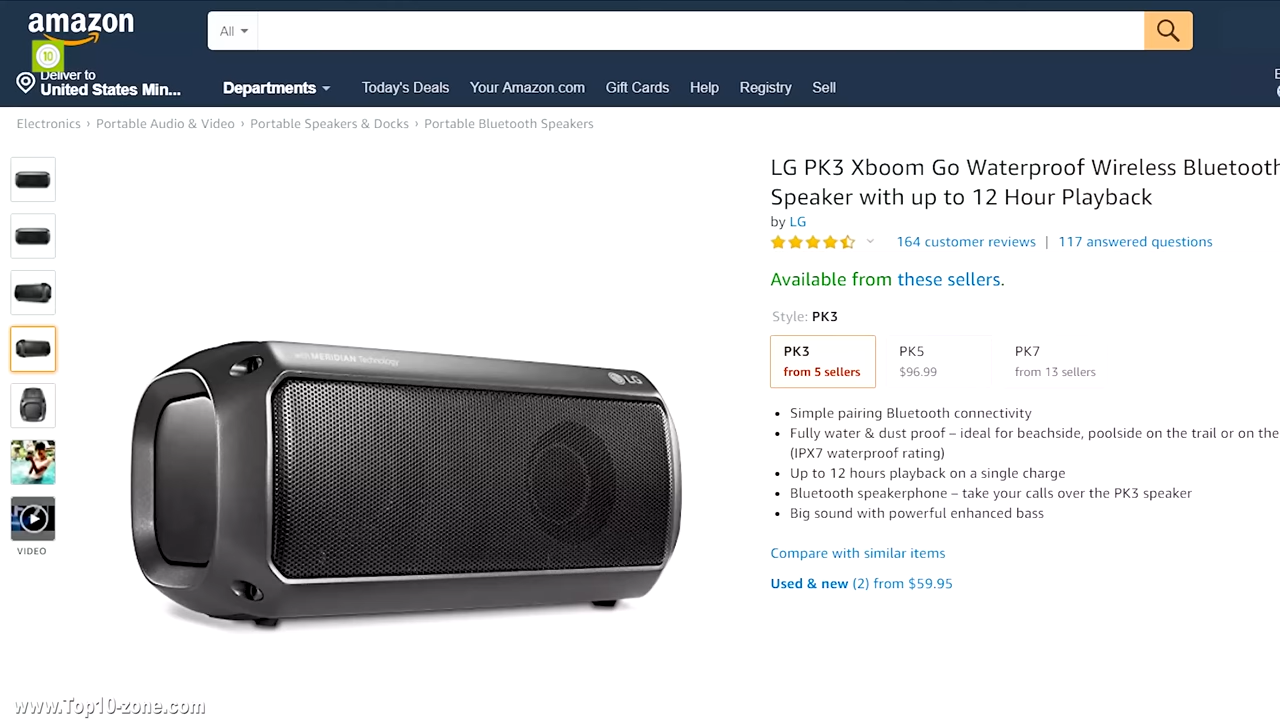 amazon
All
10
Deliver to
United States Min...
Departments
Today's Deals
Your Amazon.com
Gift Cards
Help
Registry
Sell
E
Electronics › Portable Audio & Video › Portable Speakers & Docks › Portable Bluetooth Speakers
LG PK3 Xboom Go Waterproof Wireless Bluetooth
Speaker with up to 12 Hour Playback
by LG
164 customer reviews | 117 answered questions
Available from these sellers.
Style: PK3
PK3
from 5 sellers
PK5
$96.99
PK7
from 13 sellers
• Simple pairing Bluetooth connectivity
• Fully water & dust proof – ideal for beachside, poolside on the trail or on the
(IPX7 waterproof rating)
• Up to 12 hours playback on a single charge
• Bluetooth speakerphone – take your calls over the PK3 speaker
• Big sound with powerful enhanced bass
Compare with similar items
Used & new (2) from $59.95
with MERIDIAN Technology
LG
VIDEO
www.Top10-zone.com